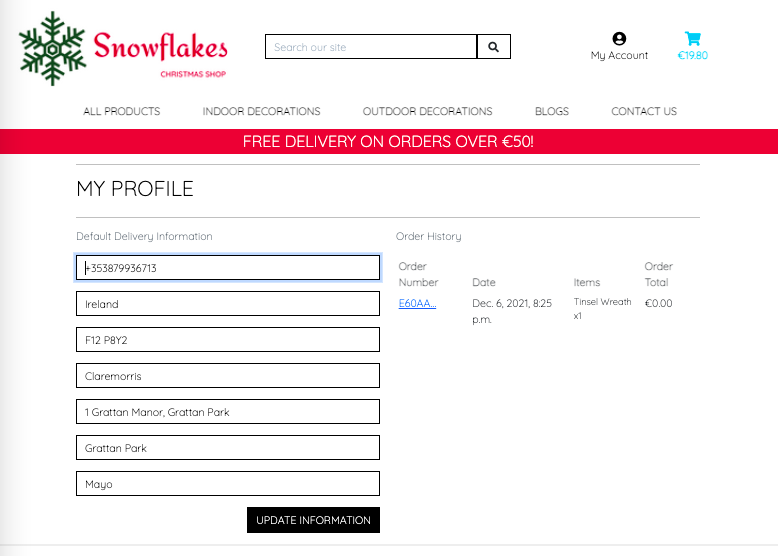 Snowflakes
CHRISTMAS SHOP
Search our site
My Account
€19.80
ALL PRODUCTS
INDOOR DECORATIONS
OUTDOOR DECORATIONS
BLOGS
CONTACT US
FREE DELIVERY ON ORDERS OVER €50!
MY PROFILE
Default Delivery Information
+353879936713
Ireland
F12 P8Y2
Claremorris
1 Grattan Manor, Grattan Park
Grattan Park
Mayo
UPDATE INFORMATION
Order History
Order
Number
Date
Items
Order
Total
E60AA...
Dec. 6, 2021, 8:25
p.m.
Tinsel Wreath
x1
€0.00